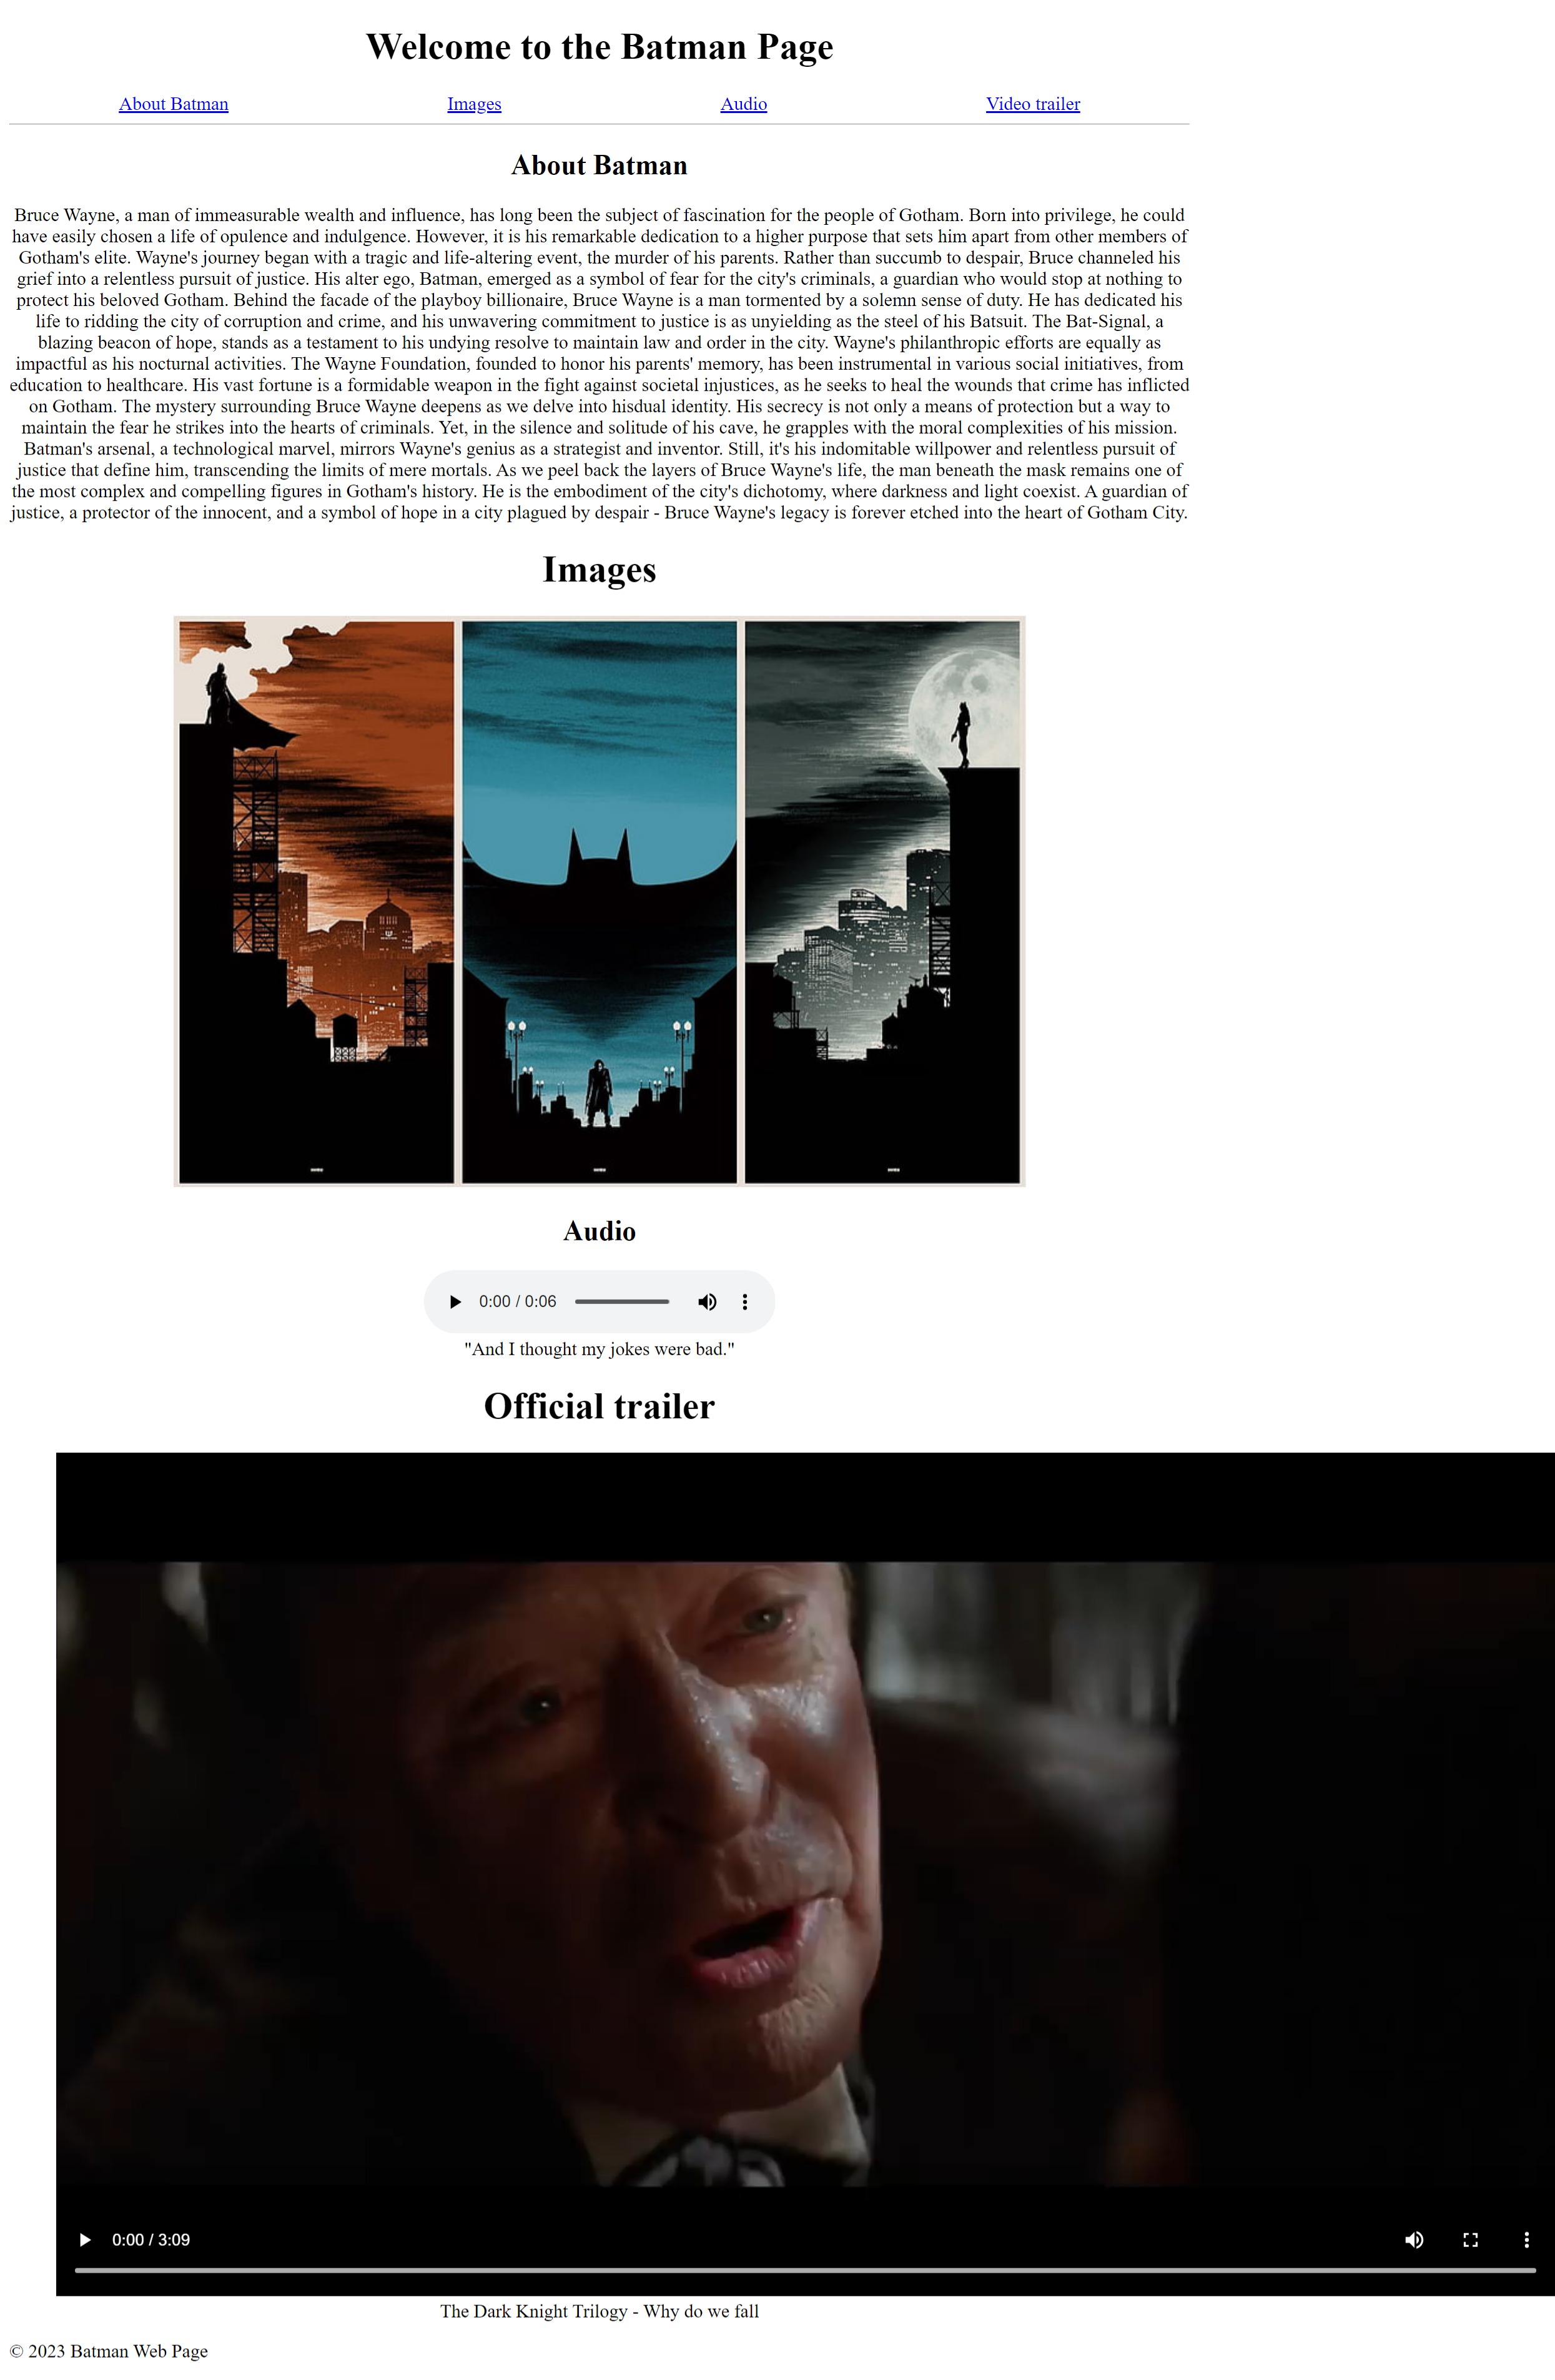 Welcome to the Batman Page
About Batman Images Audio Video trailer
About Batman
Bruce Wayne, a man of immeasurable wealth and influence, has long been the subject of fascination for the people of Gotham. Born into privilege, he could
have easily chosen a life of opulence and indulgence. However, it is his remarkable dedication to a higher purpose that sets him apart from other members of
Gotham's elite. Wayne's journey began with a tragic and life-altering event, the murder of his parents. Rather than succumb to despair, Bruce channeled his
grief into a relentless pursuit of justice. His alter ego, Batman, emerged as a symbol of fear for the city's criminals, a guardian who would stop at nothing to
protect his beloved Gotham. Behind the facade of the playboy billionaire, Bruce Wayne is a man tormented by a solemn sense of duty. He has dedicated his
life to ridding the city of corruption and crime, and his unwavering commitment to justice is as unyielding as the steel of his Batsuit. The Bat-Signal, a
blazing beacon of hope, stands as a testament to his undying resolve to maintain law and order in the city. Wayne's philanthropic efforts are equally as
impactful as his nocturnal activities. The Wayne Foundation, founded to honor his parents' memory, has been instrumental in various social initiatives, from
education to healthcare. His vast fortune is a formidable weapon in the fight against societal injustices, as he seeks to heal the wounds that crime has inflicted
on Gotham. The mystery surrounding Bruce Wayne deepens as we delve into hisdual identity. His secrecy is not only a means of protection but a way to
maintain the fear he strikes into the hearts of criminals. Yet, in the silence and solitude of his cave, he grapples with the moral complexities of his mission.
Batman's arsenal, a technological marvel, mirrors Wayne's genius as a strategist and inventor. Still, it's his indomitable willpower and relentless pursuit of
justice that define him, transcending the limits of mere mortals. As we peel back the layers of Bruce Wayne's life, the man beneath the mask remains one of
the most complex and compelling figures in Gotham's history. He is the embodiment of the city's dichotomy, where darkness and light coexist. A guardian of
justice, a protector of the innocent, and a symbol of hope in a city plagued by despair - Bruce Wayne's legacy is forever etched into the heart of Gotham City.
Images
Audio
0:00 / 0:06
"And I thought my jokes were bad."
Official trailer
0:00 / 3:09
The Dark Knight Trilogy - Why do we fall
© 2023 Batman Web Page